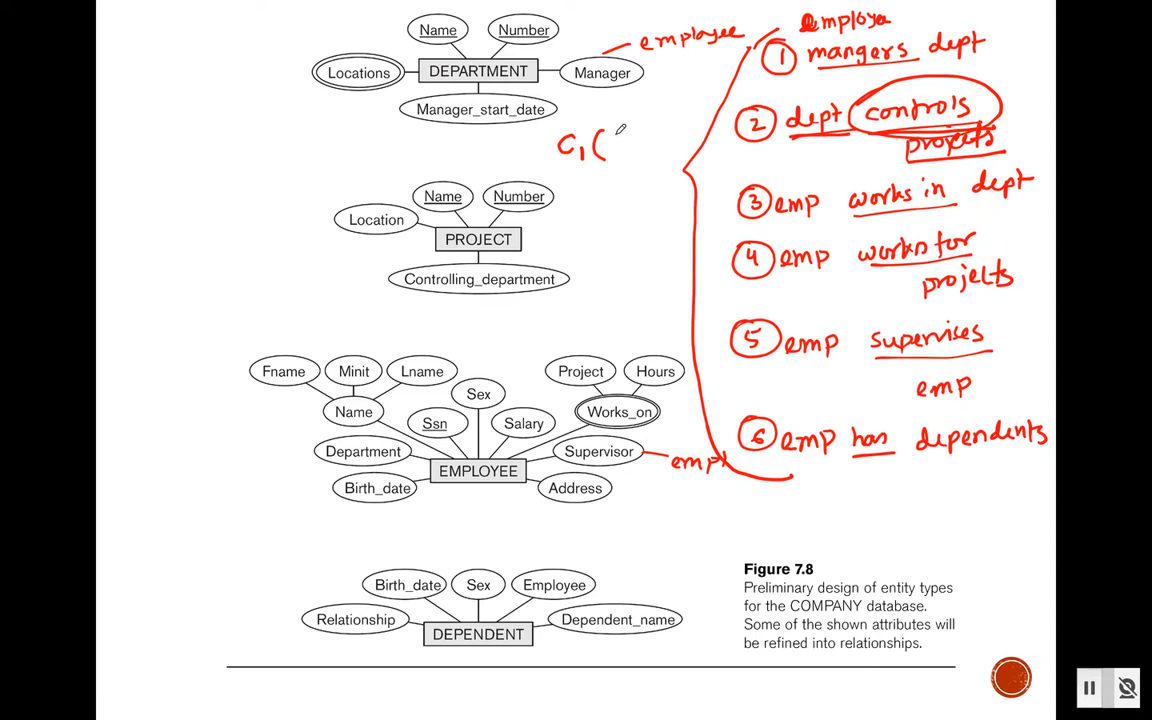 Name
Number
employee
Locations
DEPARTMENT
Manager
Manager_start_date
employe
1 mangers dept
2 dept controls
projects
C1(
3 emp works in dept
4 emp works for
projects
5 emp supervises
emp
6 emp has dependents
Name
Number
Location
PROJECT
Controlling_department
Fname
Minit
Lname
Project
Hours
Name
Sex
Works_on
Ssn
Salary
Department
Supervisor
empl
EMPLOYEE
Birth_date
Address
Birth_date
Sex
Employee
Relationship
Dependent_name
DEPENDENT
Figure 7.8
Preliminary design of entity types
for the COMPANY database.
Some of the shown attributes will
be refined into relationships.